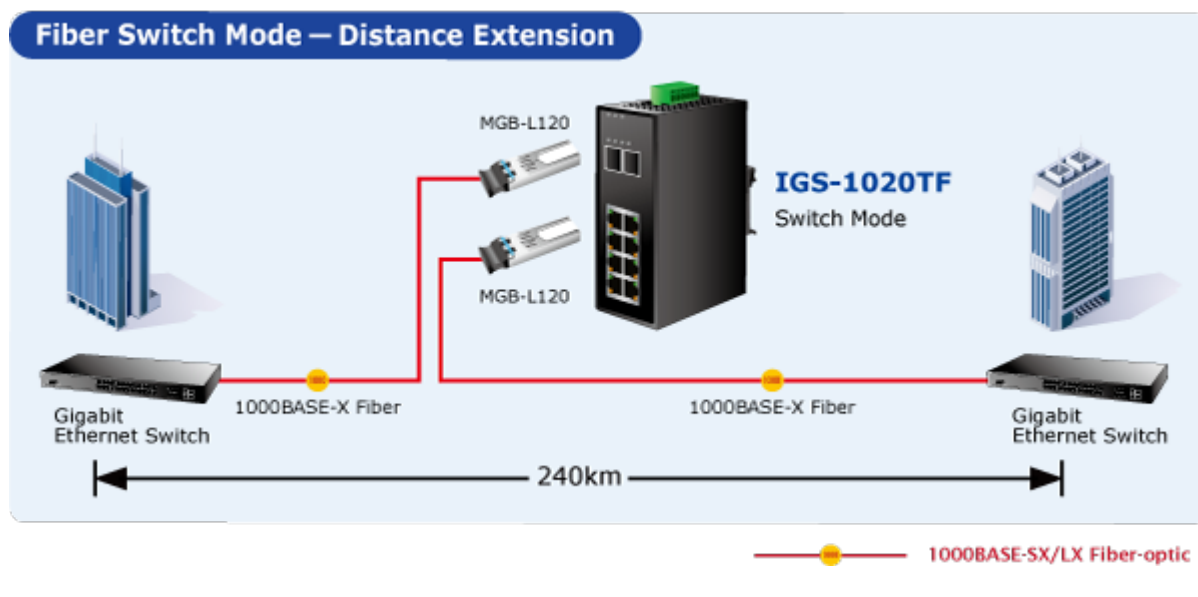 Fiber Switch Mode — Distance Extension
MGB-L120
IGS-1020TF
Switch Mode
MGB-L120
1000BASE-X Fiber
1000BASE-X Fiber
Gigabit
Ethernet Switch
Gigabit
Ethernet Switch
240km
1000BASE-SX/LX Fiber-optic